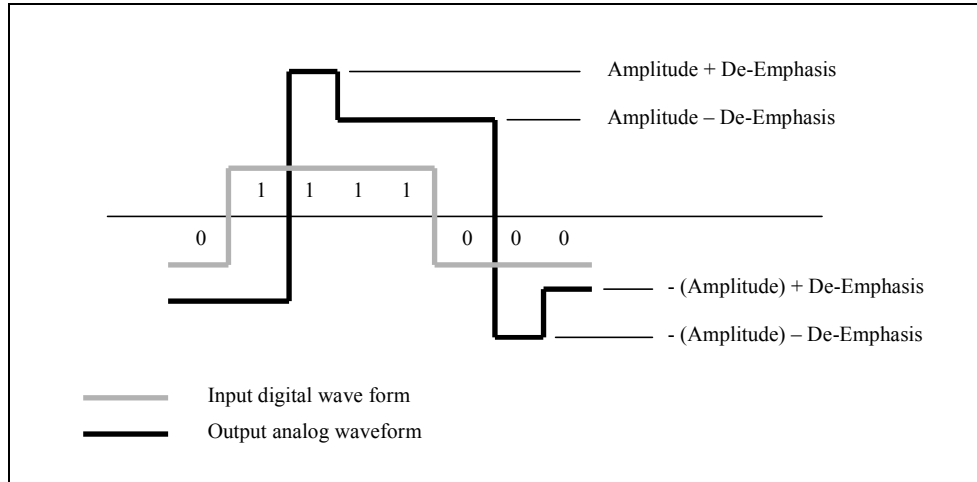 Amplitude + De-Emphasis
Amplitude – De-Emphasis
1 1 1 1
0 0 0 0
- (Amplitude) + De-Emphasis
- (Amplitude) – De-Emphasis
Input digital wave form
Output analog waveform